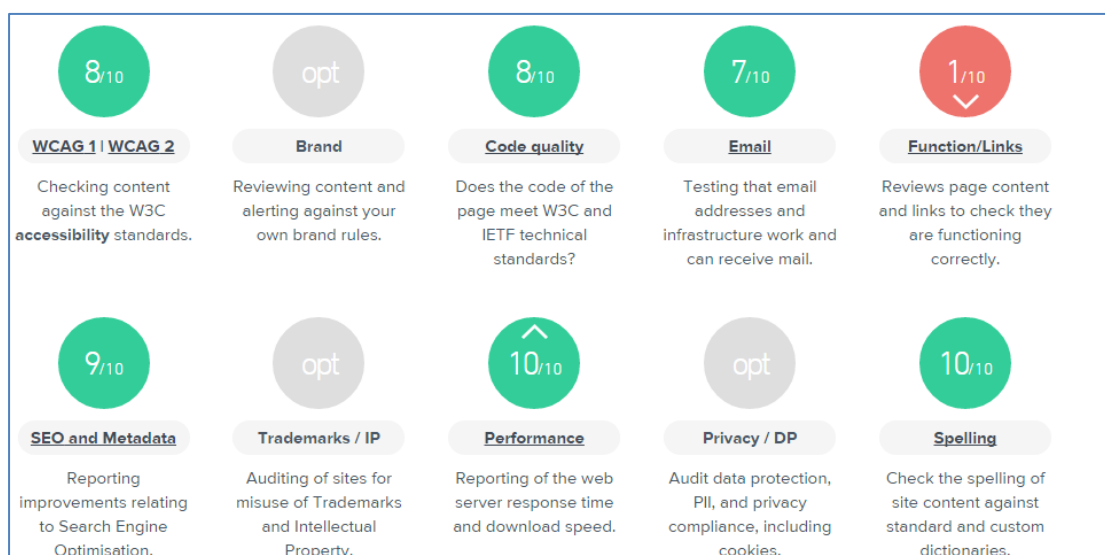 8/10
WCAG 1 | WCAG 2
Checking content
against the W3C
accessibility standards.
opt
Brand
Reviewing content and
alerting against your
own brand rules.
8/10
Code quality
Does the code of the
page meet W3C and
IETF technical
standards?
7/10
Email
Testing that email
addresses and
infrastructure work and
can receive mail.
1/10
Function/Links
Reviews page content
and links to check they
are functioning
correctly.
9/10
SEO and Metadata
Reporting
improvements relating
to Search Engine
Optimisation.
opt
Trademarks / IP
Auditing of sites for
misuse of Trademarks
and Intellectual
Property.
10/10
Performance
Reporting of the web
server response time
and download speed.
opt
Privacy / DP
Audit data protection,
PII, and privacy
compliance, including
cookies.
10/10
Spelling
Check the spelling of
site content against
standard and custom
dictionaries.